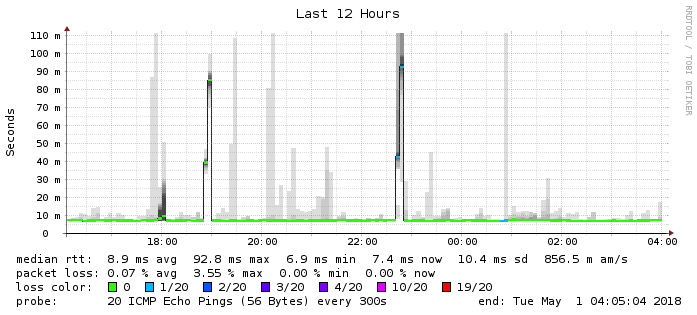 Last 12 Hours
RRDTOOL / TOBI OETIKER
Seconds
110 m
100 m
90 m
80 m
70 m
60 m
50 m
40 m
30 m
20 m
10 m
0
18:00 20:00 22:00 00:00 02:00 04:00
median rtt: 8.9 ms avg 92.8 ms max 6.9 ms min 7.4 ms now 10.4 ms sd 856.5 m am/s
packet loss: 0.07 % avg 3.55 % max 0.00 % min 0.00 % now
loss color: 0 1/20 2/20 3/20 4/20 10/20 19/20
probe: 20 ICMP Echo Pings (56 Bytes) every 300s end: Tue May 1 04:05:04 2018